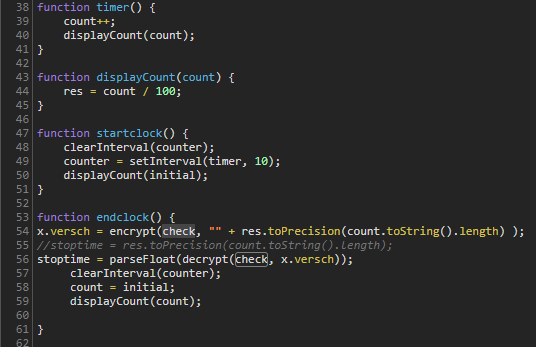 38 function timer() {
39 count++;
40 displayCount(count);
41 }
42
43 function displayCount(count) {
44 res = count / 100;
45 }
46
47 function startclock() {
48 clearInterval(counter);
49 counter = setInterval(timer, 10);
50 displayCount(initial);
51 }
52
53 function endclock() {
54 x.versch = encrypt(check, "" + res.toPrecision(count.toString().length) );
55 //stoptime = res.toPrecision(count.toString().length);
56 stoptime = parseFloat(decrypt(check, x.versch));
57 clearInterval(counter);
58 count = initial;
59 displayCount(count);
60
61 }
62